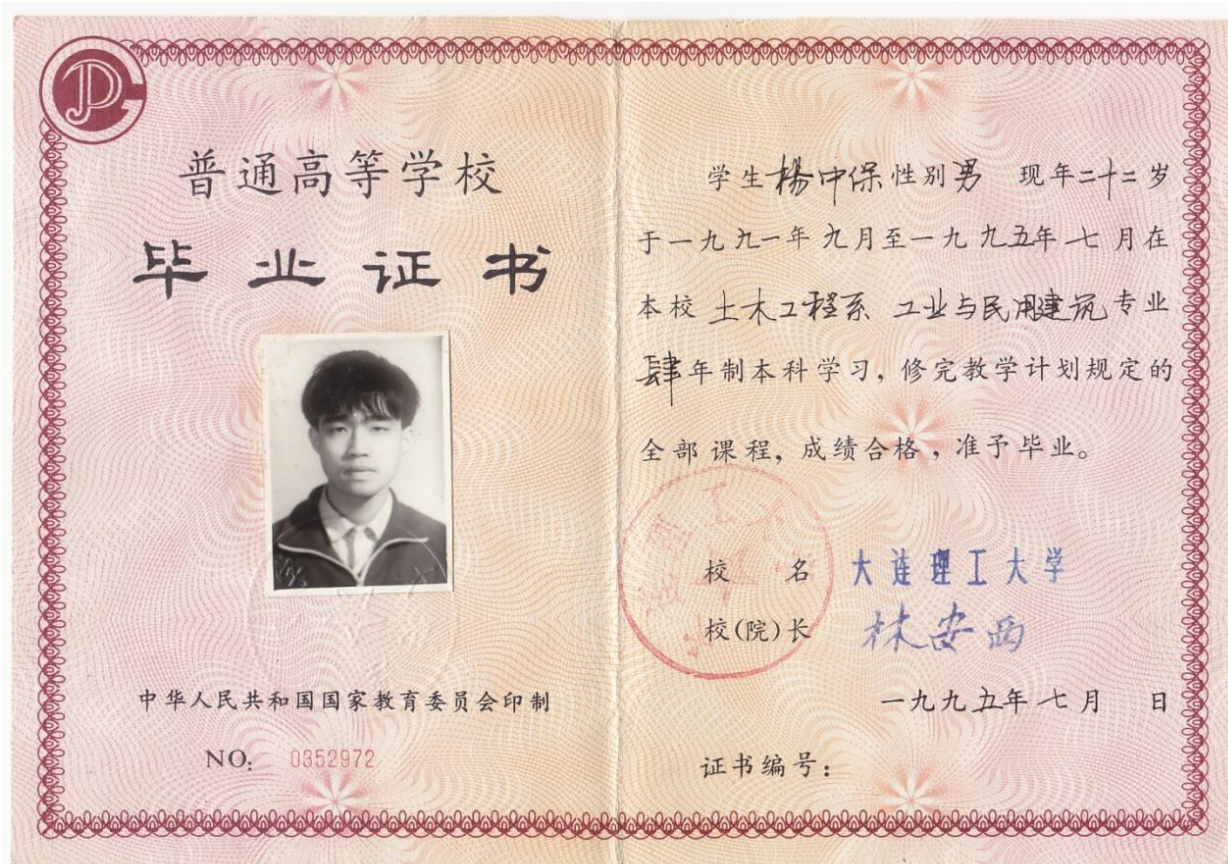 普通高等学校
毕业证书
中华人民共和国国家教育委员会印制
NO: 0352972
学生 楊中保 性别 男 现年二十二岁
于一九九一年九月至一九九五年七月在
本校 土木工程系 工业与民用建筑 专业
肆年制本科学习，修完教学计划规定的
全部课程，成绩合格，准予毕业。
校 名 大连理工大学
校(院)长 林安西
一九九五年七月 日
证书编号：